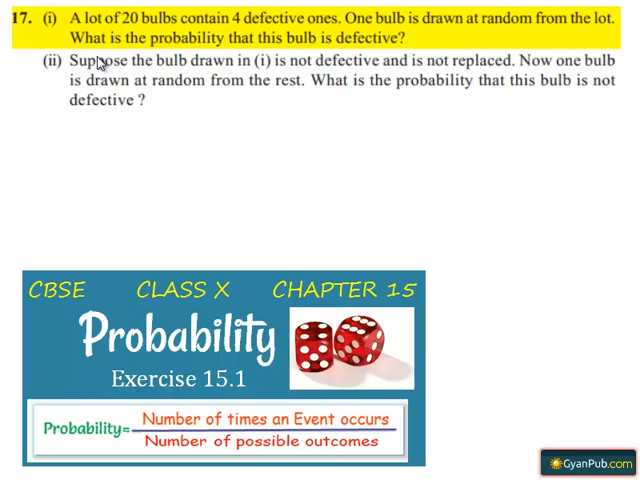 17. (i) A lot of 20 bulbs contain 4 defective ones. One bulb is drawn at random from the lot.
What is the probability that this bulb is defective?
(ii) Suppose the bulb drawn in (i) is not defective and is not replaced. Now one bulb
is drawn at random from the rest. What is the probability that this bulb is not
defective ?
CBSE CLASS X CHAPTER 15
Probability
Exercise 15.1
Probability= Number of times an Event occurs
Number of possible outcomes
GyanPub.com